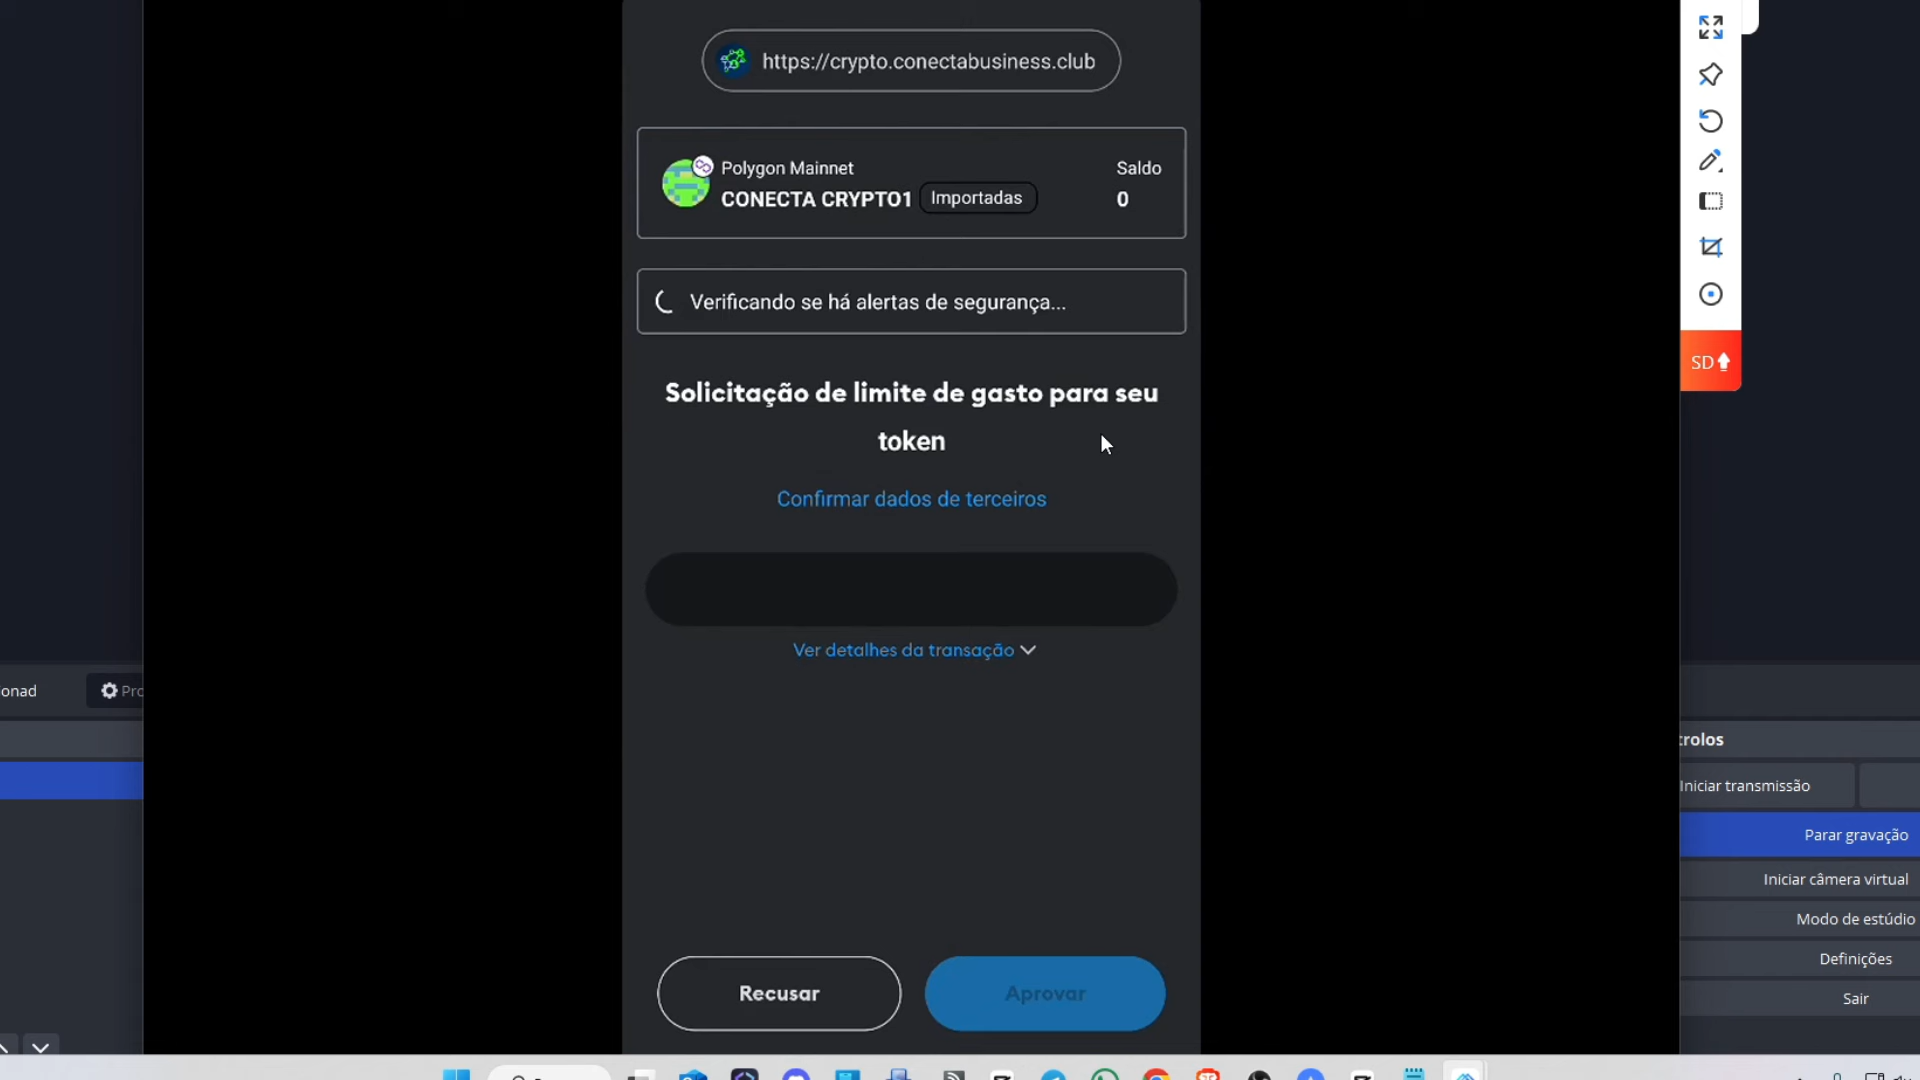 https://crypto.conectabusiness.club
Polygon Mainnet
Saldo
CONECTA CRYPTO1
Importadas
0
Verificando se há alertas de segurança...
Solicitação de limite de gasto para seu
token
Confirmar dados de terceiros
Ver detalhes da transação
Recusar
Aprovar
SD
onad
Pro
trolos
Iniciar transmissão
Parar gravação
Iniciar câmera virtual
Modo de estúdio
Definições
Sair